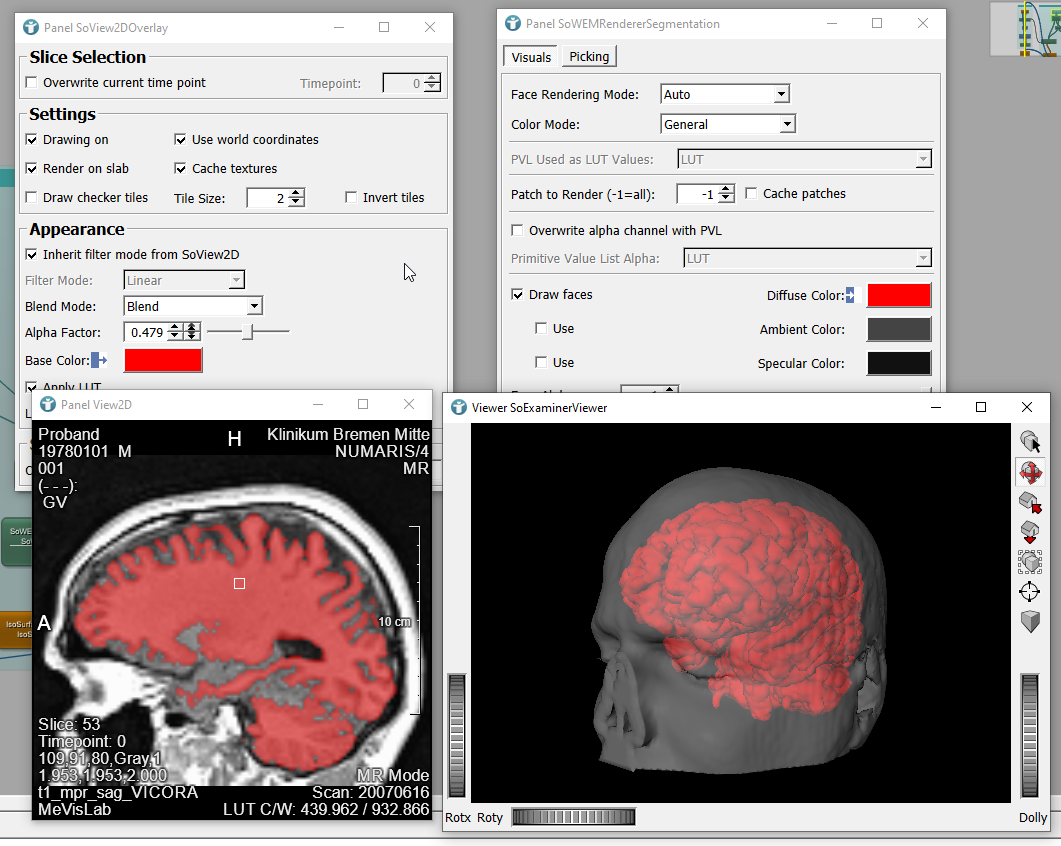 Panel SoView2DOverlay
Slice Selection
Overwrite current time point
Timepoint:
0
Settings
Drawing on
Use world coordinates
Render on slab
Cache textures
Draw checker tiles
Tile Size:
2
Invert tiles
Appearance
Inherit filter mode from SoView2D
Filter Mode:
Linear
Blend Mode:
Blend
Alpha Factor:
0.479
Base Color:
Apply LUT
Panel SoWEMRendererSegmentation
Visuals
Picking
Face Rendering Mode:
Auto
Color Mode:
General
PVL Used as LUT Values:
LUT
Patch to Render (-1=all):
-1
Cache patches
Overwrite alpha channel with PVL
Primitive Value List Alpha:
LUT
Draw faces
Diffuse Color:
Use
Ambient Color:
Use
Specular Color:
Panel View2D
Proband
19780101 M
001
(- - -):
GV
H
Klinikum Bremen Mitte
NUMARIS/4
MR
A
10 cm
Slice: 53
Timepoint: 0
109,91,80,Gray,1
1.953,1.953,2.000
t1_mpr_sag_VICORA
MeVisLab
MR Mode
Scan: 20070616
LUT C/W: 439.962 / 932.866
Viewer SoExaminerViewer
Rotx Roty
Dolly